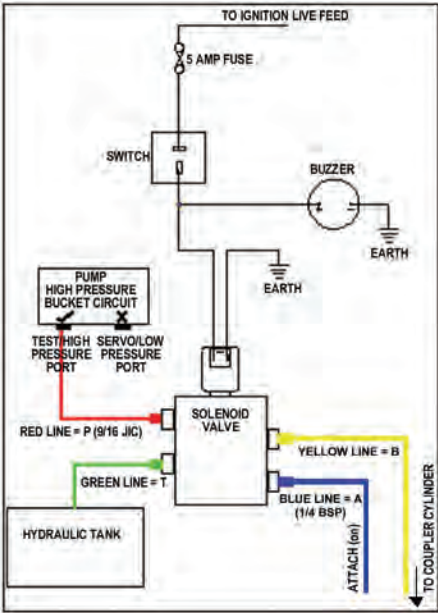 TO IGNITION LIVE FEED
5 AMP FUSE
SWITCH
BUZZER
EARTH
EARTH
PUMP
HIGH PRESSURE
BUCKET CIRCUIT
TEST/HIGH
PRESSURE
PORT
SERVO/LOW
PRESSURE
PORT
SOLENOID
VALVE
RED LINE = P (9/16 JIC)
YELLOW LINE = B
GREEN LINE = T
BLUE LINE = A
(1/4 BSP)
HYDRAULIC TANK
ATTACH (on)
TO COUPLER CYLINDER